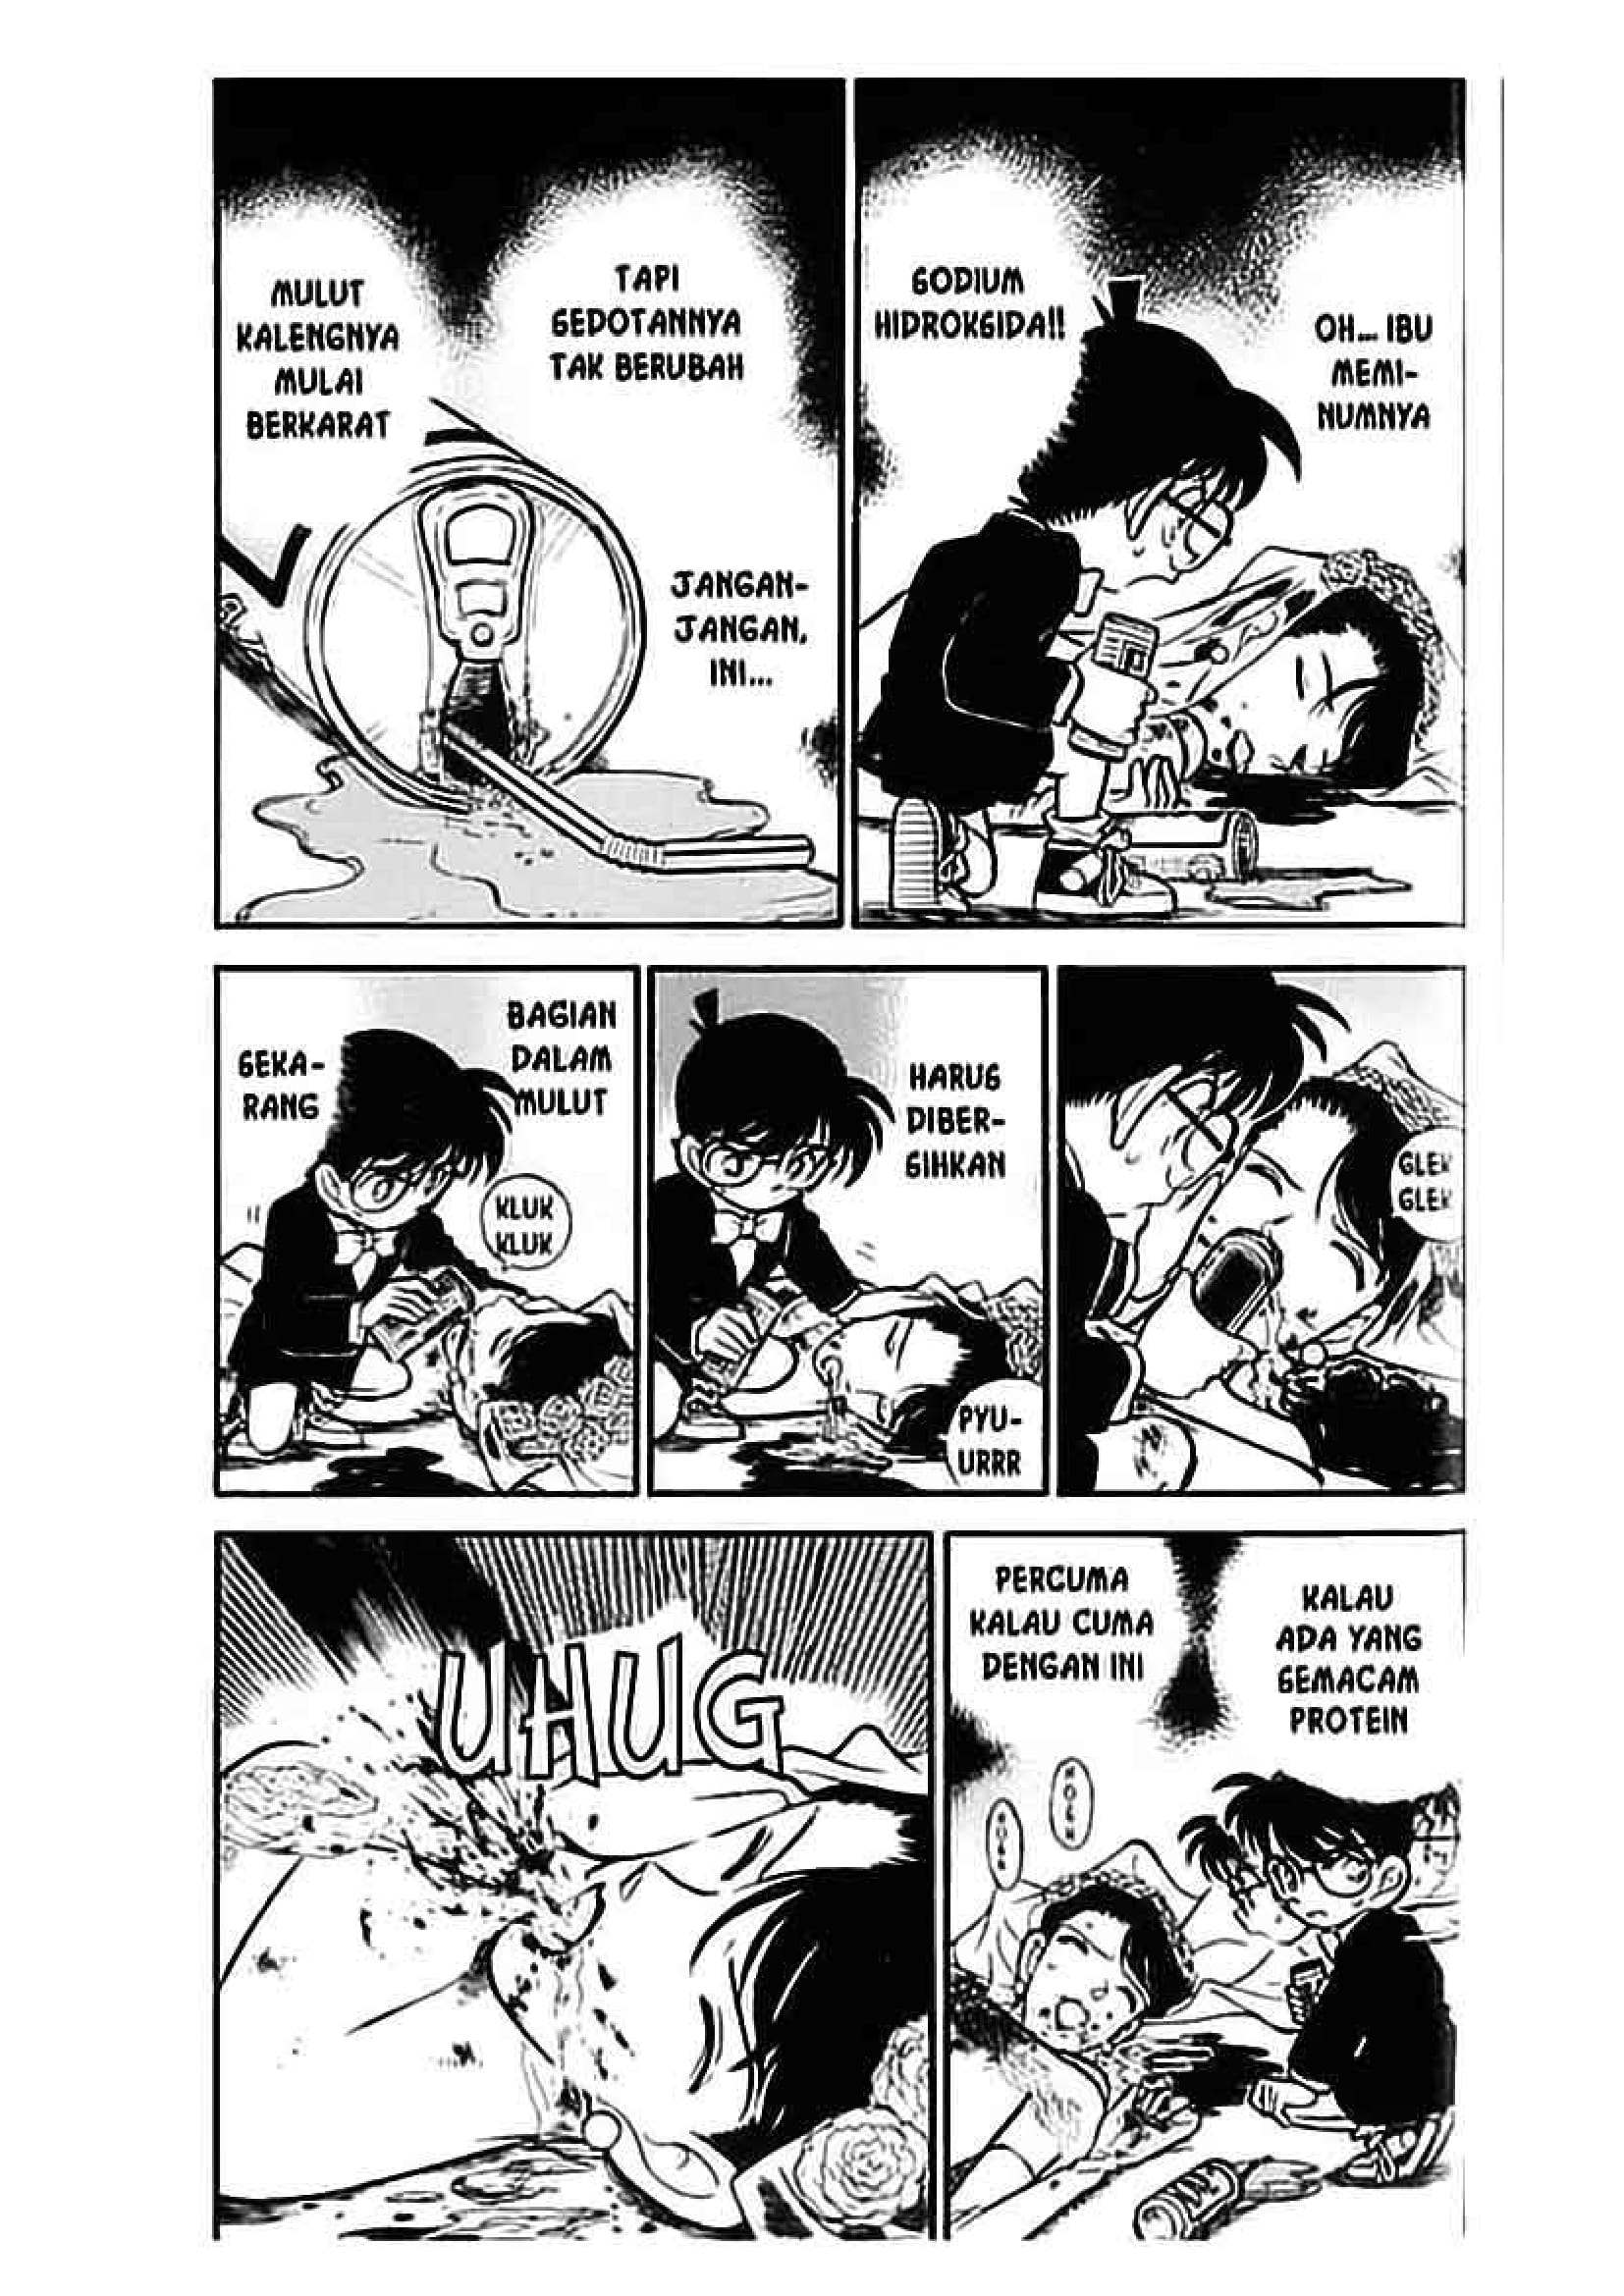 MULUT
KALENGNYA
MULAI
BERKARAT
TAPI
SEDOTANNYA
TAK BERUBAH
JANGAN-
JANGAN,
INI...
SODIUM
HIDROKSIDA!!
OH... IBU
MEMI-
NUMNYA
SEKA-
RANG
BAGIAN
DALAM
MULUT
KLUK
KLUK
HARUS
DIBER-
SIHKAN
PYU-
URRR
GLEK
GLEK
UHUG
PERCUMA
KALAU CUMA
DENGAN INI
KALAU
ADA YANG
SEMACAM
PROTEIN